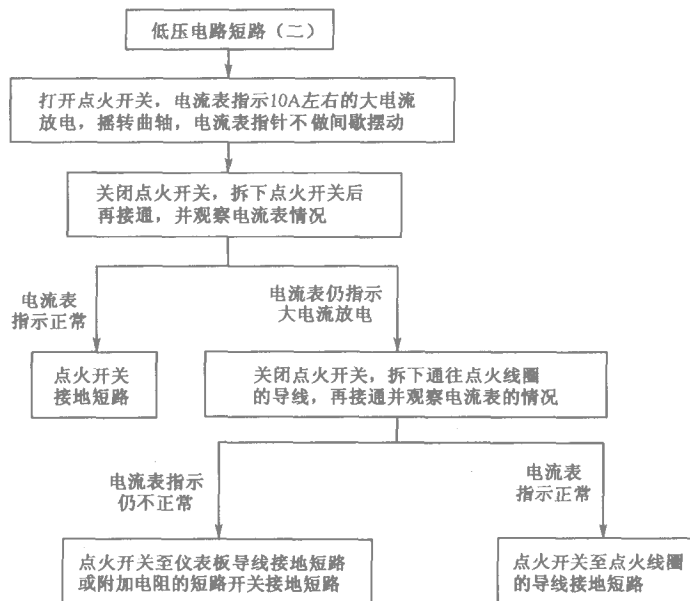 低压电路短路（二）
打开点火开关，电流表指示10A左右的大电流
放电，摇转曲轴，电流表指针不做间歇摆动
关闭点火开关，拆下点火开关后
再接通，并观察电流表情况
电流表
指示正常
电流表仍指示
大电流放电
点火开关
接地短路
关闭点火开关，拆下通往点火线圈
的导线，再接通并观察电流表的情况
电流表指示
仍不正常
电流表
指示正常
点火开关至仪表板导线接地短路
或附加电阻的短路开关接地短路
点火开关至点火线圈
的导线接地短路